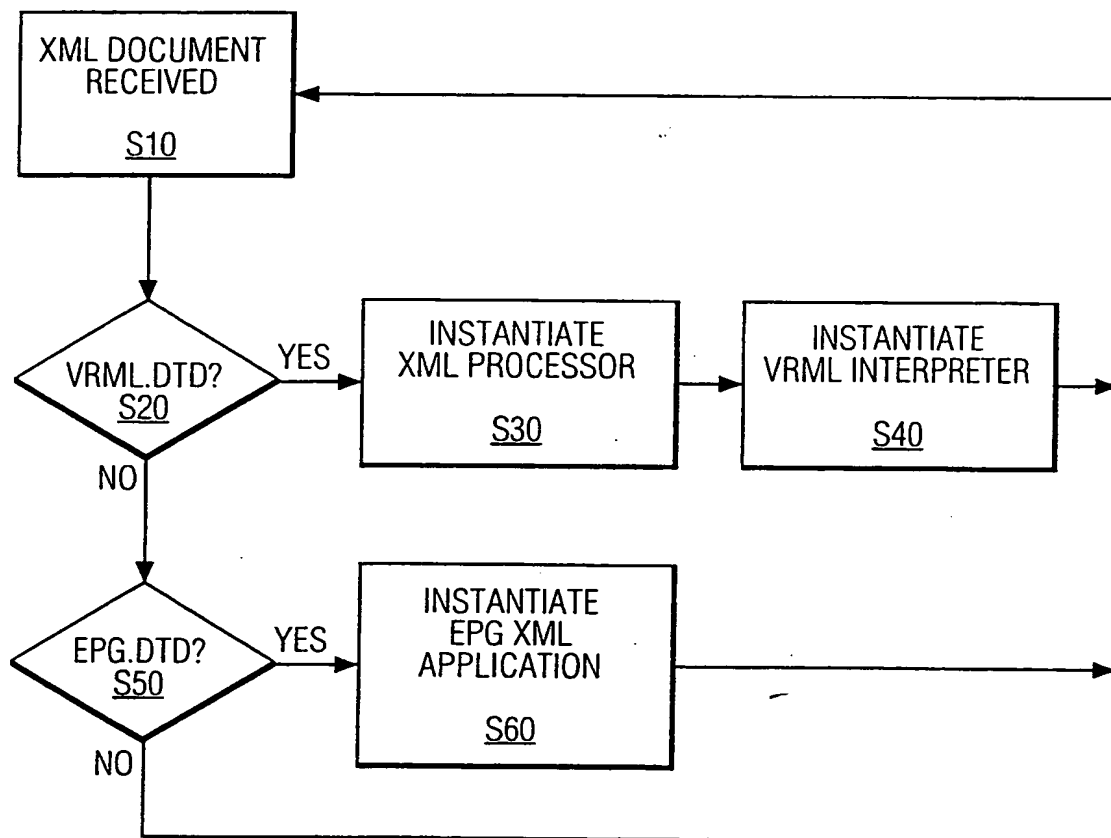 XML DOCUMENT
RECEIVED
S10
VRML.DTD?
S20
YES
NO
INSTANTIATE
XML PROCESSOR
S30
INSTANTIATE
VRML INTERPRETER
S40
EPG.DTD?
S50
YES
NO
INSTANTIATE
EPG XML
APPLICATION
S60